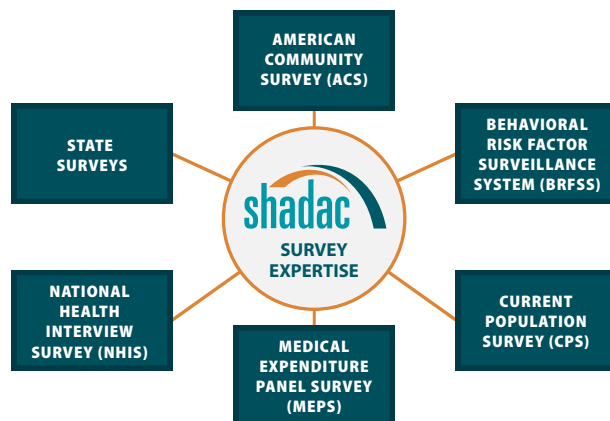 AMERICAN
COMMUNITY
SURVEY (ACS)
STATE
SURVEYS
BEHAVIORAL
RISK FACTOR
SURVEILLANCE
SYSTEM (BRFSS)
shadac
SURVEY
EXPERTISE
NATIONAL
HEALTH
INTERVIEW
SURVEY (NHIS)
CURRENT
POPULATION
SURVEY (CPS)
MEDICAL
EXPENDITURE
PANEL SURVEY
(MEPS)